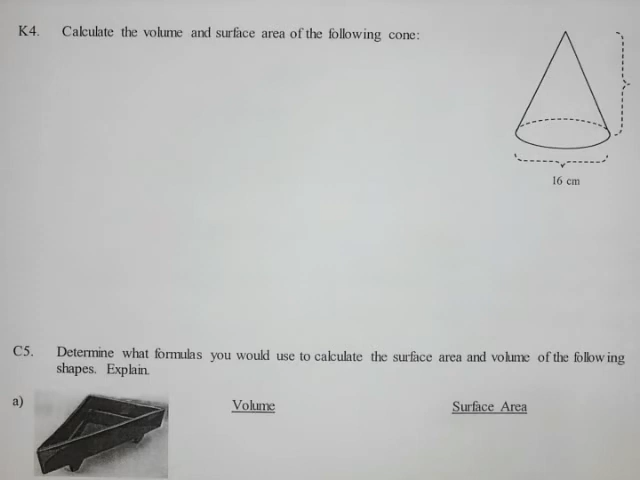 K4. Calculate the volume and surface area of the following cone:
16 cm
C5. Determine what formulas you would use to calculate the surface area and volume of the following
shapes. Explain.
a) Volume Surface Area